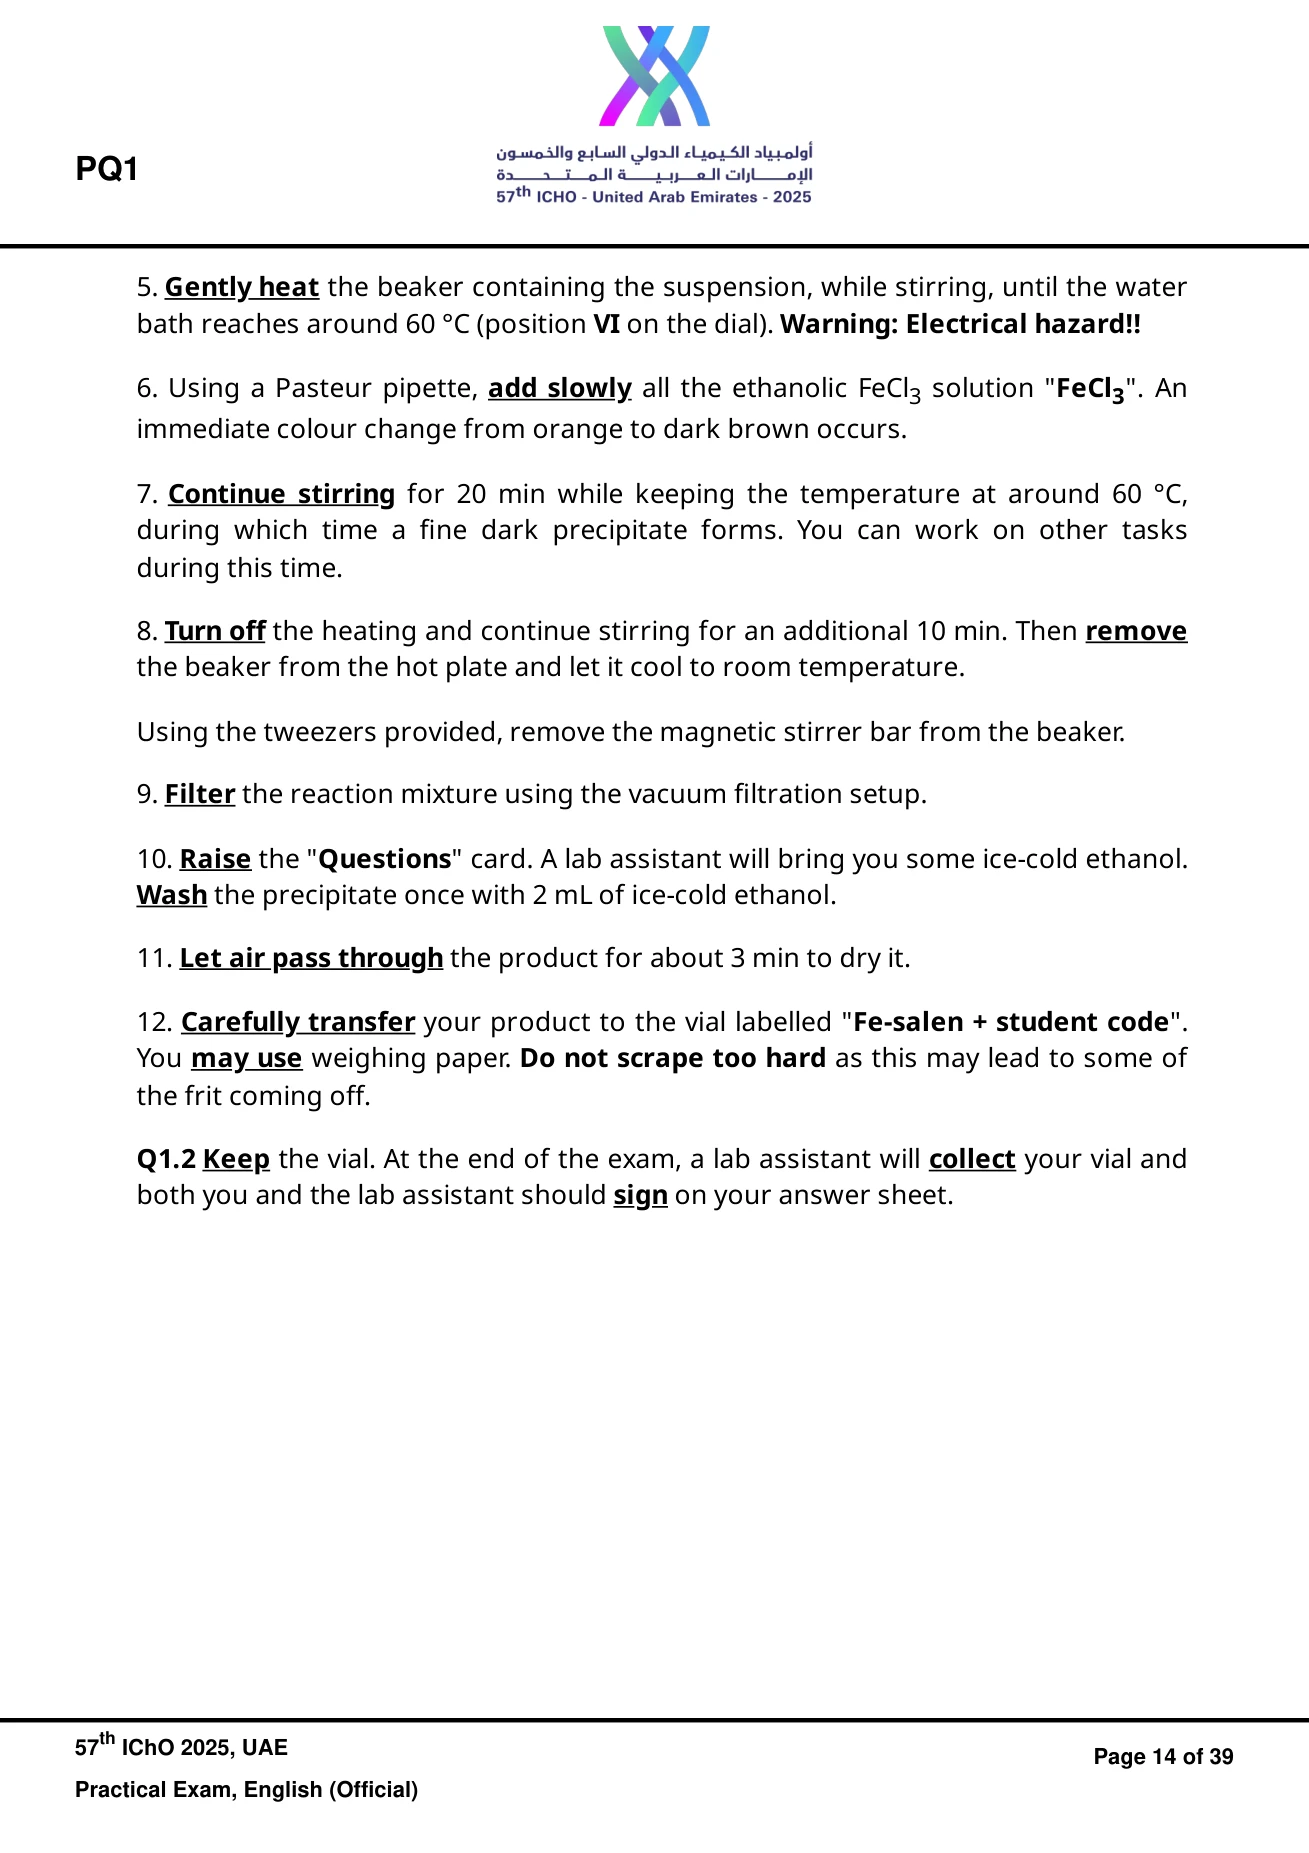 PQ1
أولمبياد الكيمياء الدولي السابع والخمسون
الإمارات العربية المتحدة
57th ICHO - United Arab Emirates - 2025
5. Gently heat the beaker containing the suspension, while stirring, until the water
bath reaches around 60 °C (position VI on the dial). Warning: Electrical hazard!!
6. Using a Pasteur pipette, add slowly all the ethanolic FeCl3 solution "FeCl3". An
immediate colour change from orange to dark brown occurs.
7. Continue stirring for 20 min while keeping the temperature at around 60 °C,
during which time a fine dark precipitate forms. You can work on other tasks
during this time.
8. Turn off the heating and continue stirring for an additional 10 min. Then remove
the beaker from the hot plate and let it cool to room temperature.
Using the tweezers provided, remove the magnetic stirrer bar from the beaker.
9. Filter the reaction mixture using the vacuum filtration setup.
10. Raise the "Questions" card. A lab assistant will bring you some ice-cold ethanol.
Wash the precipitate once with 2 mL of ice-cold ethanol.
11. Let air pass through the product for about 3 min to dry it.
12. Carefully transfer your product to the vial labelled "Fe-salen + student code".
You may use weighing paper. Do not scrape too hard as this may lead to some of
the frit coming off.
Q1.2 Keep the vial. At the end of the exam, a lab assistant will collect your vial and
both you and the lab assistant should sign on your answer sheet.
57th IChO 2025, UAE
Page 14 of 39
Practical Exam, English (Official)